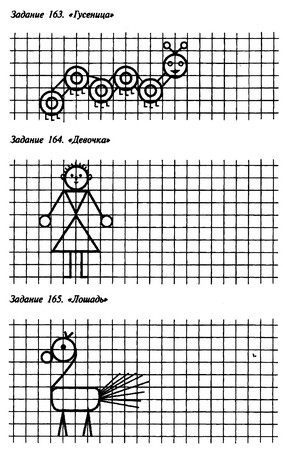 Задание 163. «Гусеница»
Задание 164. «Девочка»
Задание 165. «Лошадь»